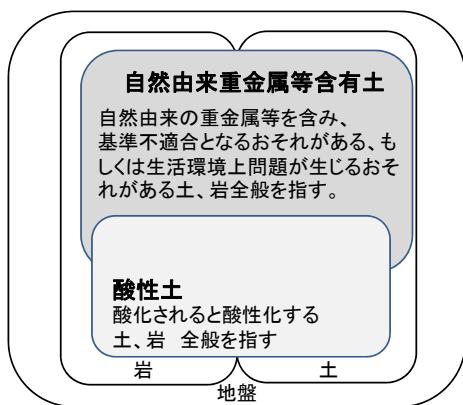 自然由来重金属等含有土
自然由来の重金属等を含み、
基準不適合となるおそれがある、も
しくは生活環境上問題が生じるおそ
れがある土、岩全般を指す。
酸性土
酸化されると酸性化する
土、岩 全般を指す
岩 土
地盤